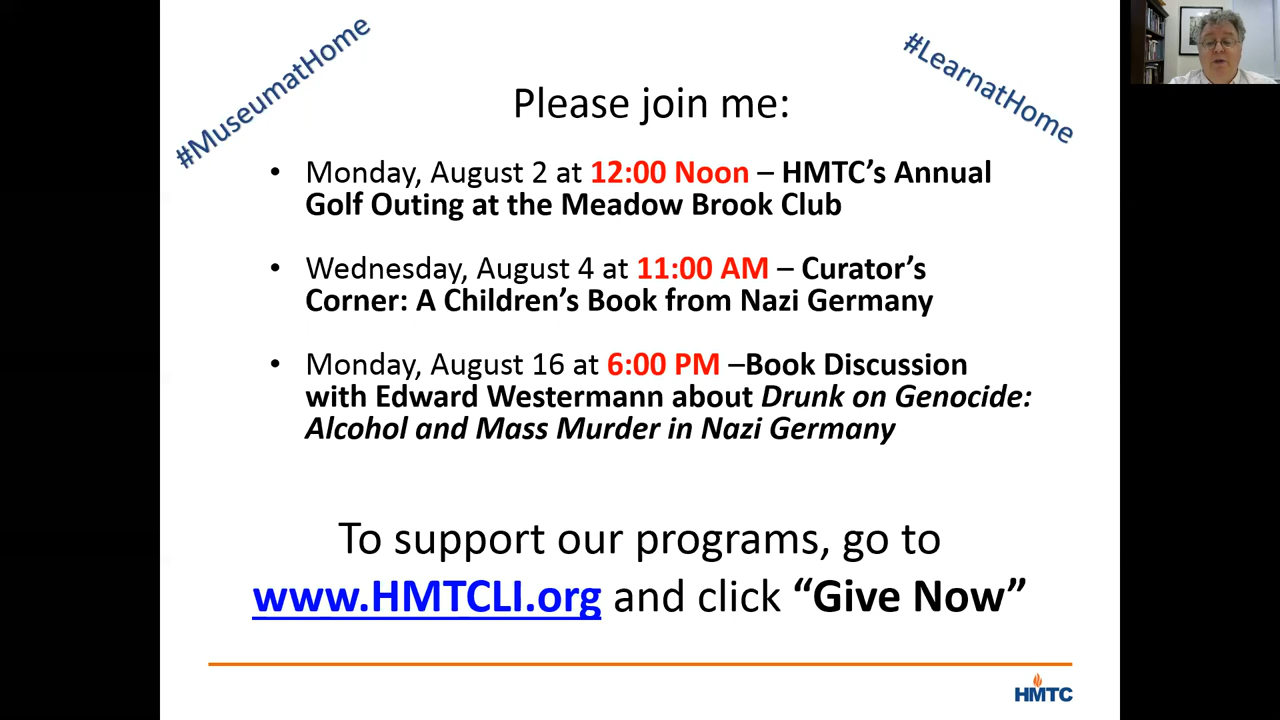 #MuseumatHome
#LearnatHome
Please join me:
• Monday, August 2 at 12:00 Noon – HMTC’s Annual
Golf Outing at the Meadow Brook Club
• Wednesday, August 4 at 11:00 AM – Curator’s
Corner: A Children’s Book from Nazi Germany
• Monday, August 16 at 6:00 PM –Book Discussion
with Edward Westermann about Drunk on Genocide:
Alcohol and Mass Murder in Nazi Germany
To support our programs, go to
www.HMTCLI.org and click “Give Now”
HMTC